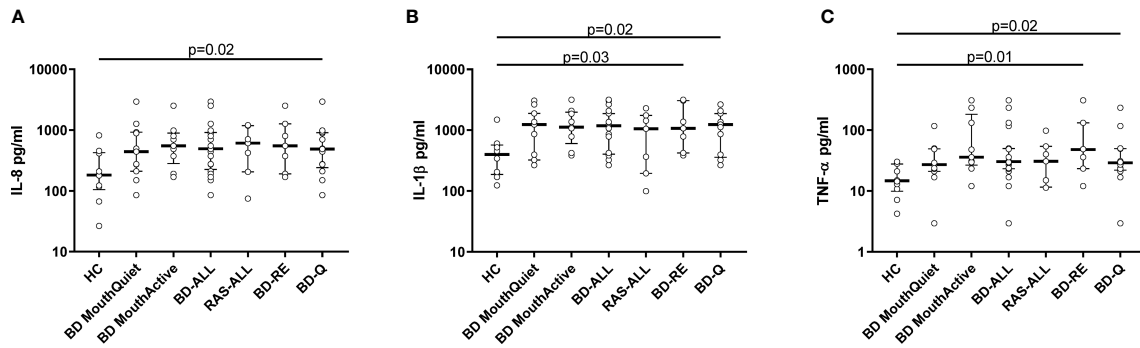 A
p=0.02
IL-8 pg/ml
10000
1000
100
10
HC
BD MouthQuiet
BD MouthActive
BD-ALL
RAS-ALL
BD-RE
BD-Q
B
p=0.02
p=0.03
IL-1β pg/ml
10000
1000
100
10
HC
BD MouthQuiet
BD MouthActive
BD-ALL
RAS-ALL
BD-RE
BD-Q
C
p=0.02
p=0.01
TNF-α pg/ml
1000
100
10
1
HC
BD MouthQuiet
BD MouthActive
BD-ALL
RAS-ALL
BD-RE
BD-Q